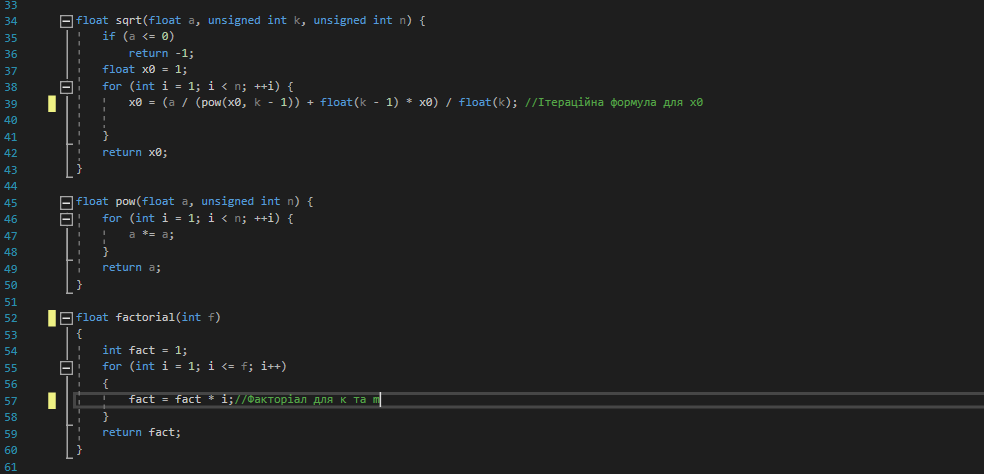 33
34 float sqrt(float a, unsigned int k, unsigned int n) {
35 if (a <= 0)
36 return -1;
37 float x0 = 1;
38 for (int i = 1; i < n; ++i) {
39 x0 = (a / (pow(x0, k - 1)) + float(k - 1) * x0) / float(k); //Ітераційна формула для x0
40
41 }
42 return x0;
43 }
44
45 float pow(float a, unsigned int n) {
46 for (int i = 1; i < n; ++i) {
47 a *= a;
48 }
49 return a;
50 }
51
52 float factorial(int f)
53 {
54 int fact = 1;
55 for (int i = 1; i <= f; i++)
56 {
57 fact = fact * i;//Факторіал для к та m
58 }
59 return fact;
60 }
61